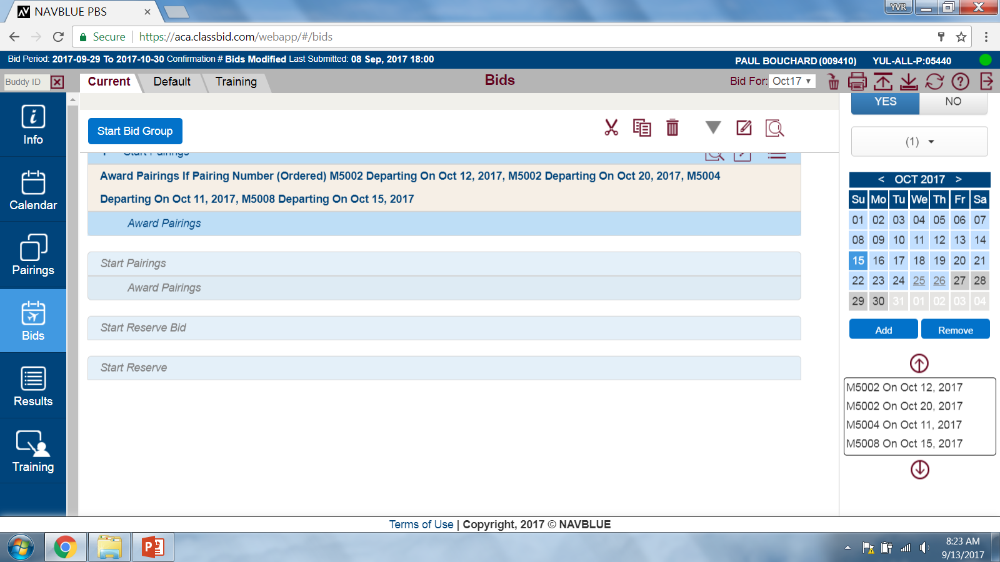 NAVBLUE PBS
YVR
Secure https://aca.classbid.com/webapp/#/bids
Bid Period: 2017-09-29 To 2017-10-30 Confirmation # Bids Modified Last Submitted: 08 Sep, 2017 18:00
PAUL BOUCHARD (009410) YUL-ALL-P:05440
Buddy ID
Current Default Training
Bids
Bid For: Oct17
Info
Calendar
Pairings
Bids
Results
Training
Start Bid Group
Start Pairings
Award Pairings If Pairing Number (Ordered) M5002 Departing On Oct 12, 2017, M5002 Departing On Oct 20, 2017, M5004
Departing On Oct 11, 2017, M5008 Departing On Oct 15, 2017
Award Pairings
Start Pairings
Award Pairings
Start Reserve Bid
Start Reserve
YES NO
(1)
< OCT 2017 >
Su Mo Tu We Th Fr Sa
01 02 03 04 05 06 07
08 09 10 11 12 13 14
15 16 17 18 19 20 21
22 23 24 25 26 27 28
29 30 31 01 02 03 04
Add Remove
M5002 On Oct 12, 2017
M5002 On Oct 20, 2017
M5004 On Oct 11, 2017
M5008 On Oct 15, 2017
Terms of Use | Copyright, 2017 © NAVBLUE
8:23 AM
9/13/2017